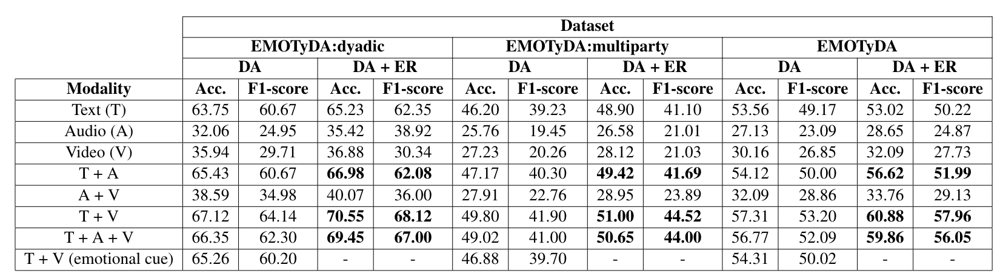 Dataset
EMOTyDA:dyadic EMOTyDA:multiparty EMOTyDA
DA DA + ER DA DA + ER DA DA + ER
Modality Acc. F1-score Acc. F1-score Acc. F1-score Acc. F1-score Acc. F1-score Acc. F1-score
Text (T) 63.75 60.67 65.23 62.35 46.20 39.23 48.90 41.10 53.56 49.17 53.02 50.22
Audio (A) 32.06 24.95 35.42 38.92 25.76 19.45 26.58 21.01 27.13 23.09 28.65 24.87
Video (V) 35.94 29.71 36.88 30.34 27.23 20.26 28.12 21.03 30.16 26.85 32.09 27.73
T + A 65.43 60.67 66.98 62.08 47.17 40.30 49.42 41.69 54.12 50.00 56.62 51.99
A + V 38.59 34.98 40.07 36.00 27.91 22.76 28.95 23.89 32.09 28.86 33.76 29.13
T + V 67.12 64.14 70.55 68.12 49.80 41.90 51.00 44.52 57.31 53.20 60.88 57.96
T + A + V 66.35 62.30 69.45 67.00 49.02 41.00 50.65 44.00 56.77 52.09 59.86 56.05
T + V (emotional cue) 65.26 60.20 - - 46.88 39.70 - - 54.31 50.02 - -